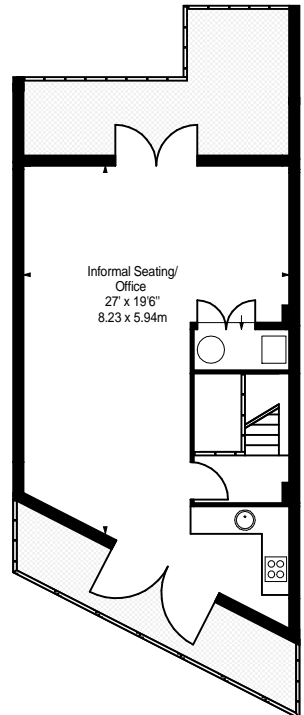 Informal Seating/
Office
27' x 19'6"
8.23 x 5.94m